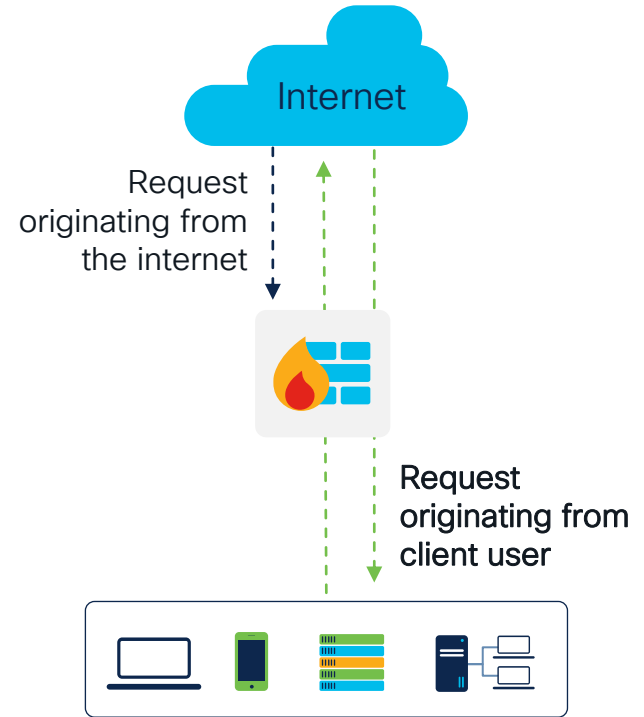 Internet
Request
originating from
the internet
Request
originating from
client user